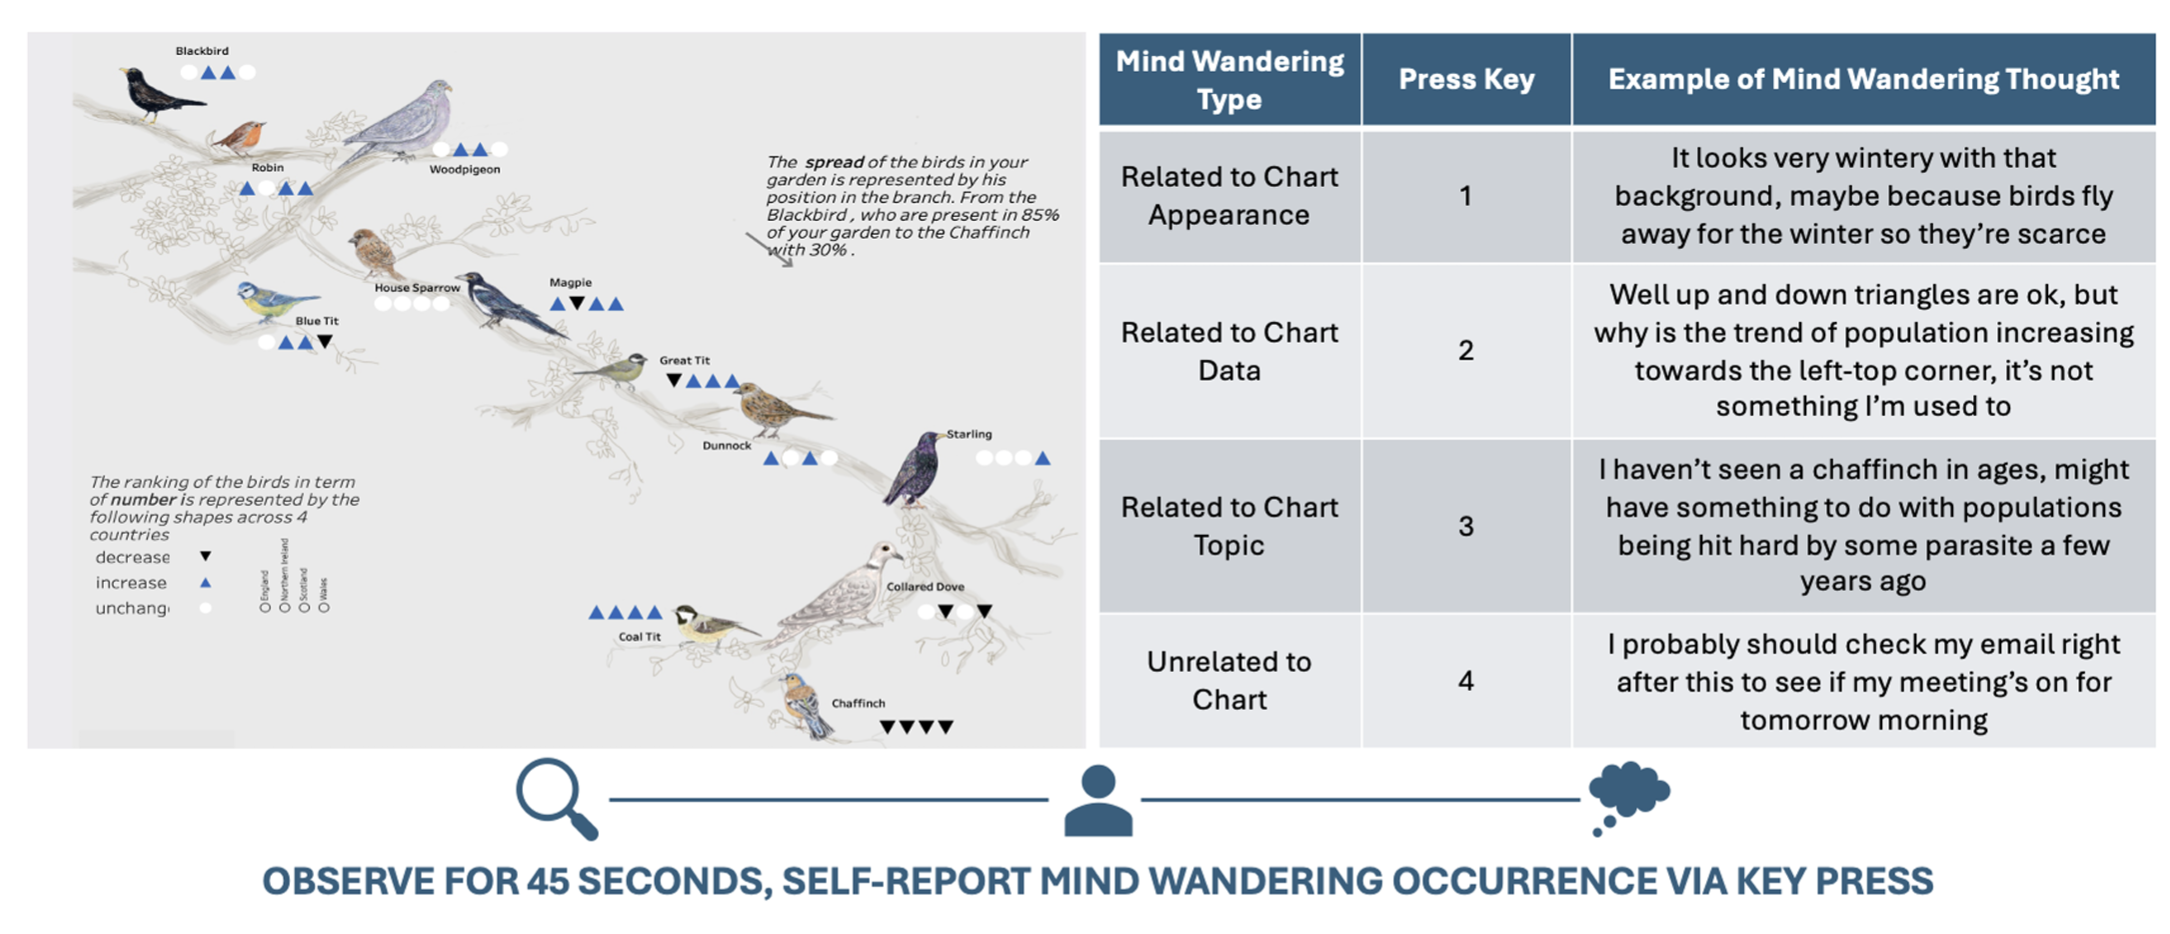 Blackbird
Robin
Woodpigeon
The spread of the birds in your
garden is represented by his
position in the branch. From the
Blackbird , who are present in 85%
of your garden to the Chaffinch
with 30% .
House Sparrow
Magpie
Blue Tit
Great Tit
Dunnock
Starling
The ranking of the birds in term
of number is represented by the
following shapes across 4
countries
decrease
increase
unchang
England
Northern Ireland
Scotland
Wales
Collared Dove
Coal Tit
Chaffinch
Mind Wandering
Type
Press Key
Example of Mind Wandering Thought
Related to Chart
Appearance
1
It looks very wintery with that
background, maybe because birds fly
away for the winter so they're scarce
Related to Chart
Data
2
Well up and down triangles are ok, but
why is the trend of population increasing
towards the left-top corner, it's not
something I'm used to
Related to Chart
Topic
3
I haven't seen a chaffinch in ages, might
have something to do with populations
being hit hard by some parasite a few
years ago
Unrelated to
Chart
4
I probably should check my email right
after this to see if my meeting's on for
tomorrow morning
OBSERVE FOR 45 SECONDS, SELF-REPORT MIND WANDERING OCCURRENCE VIA KEY PRESS